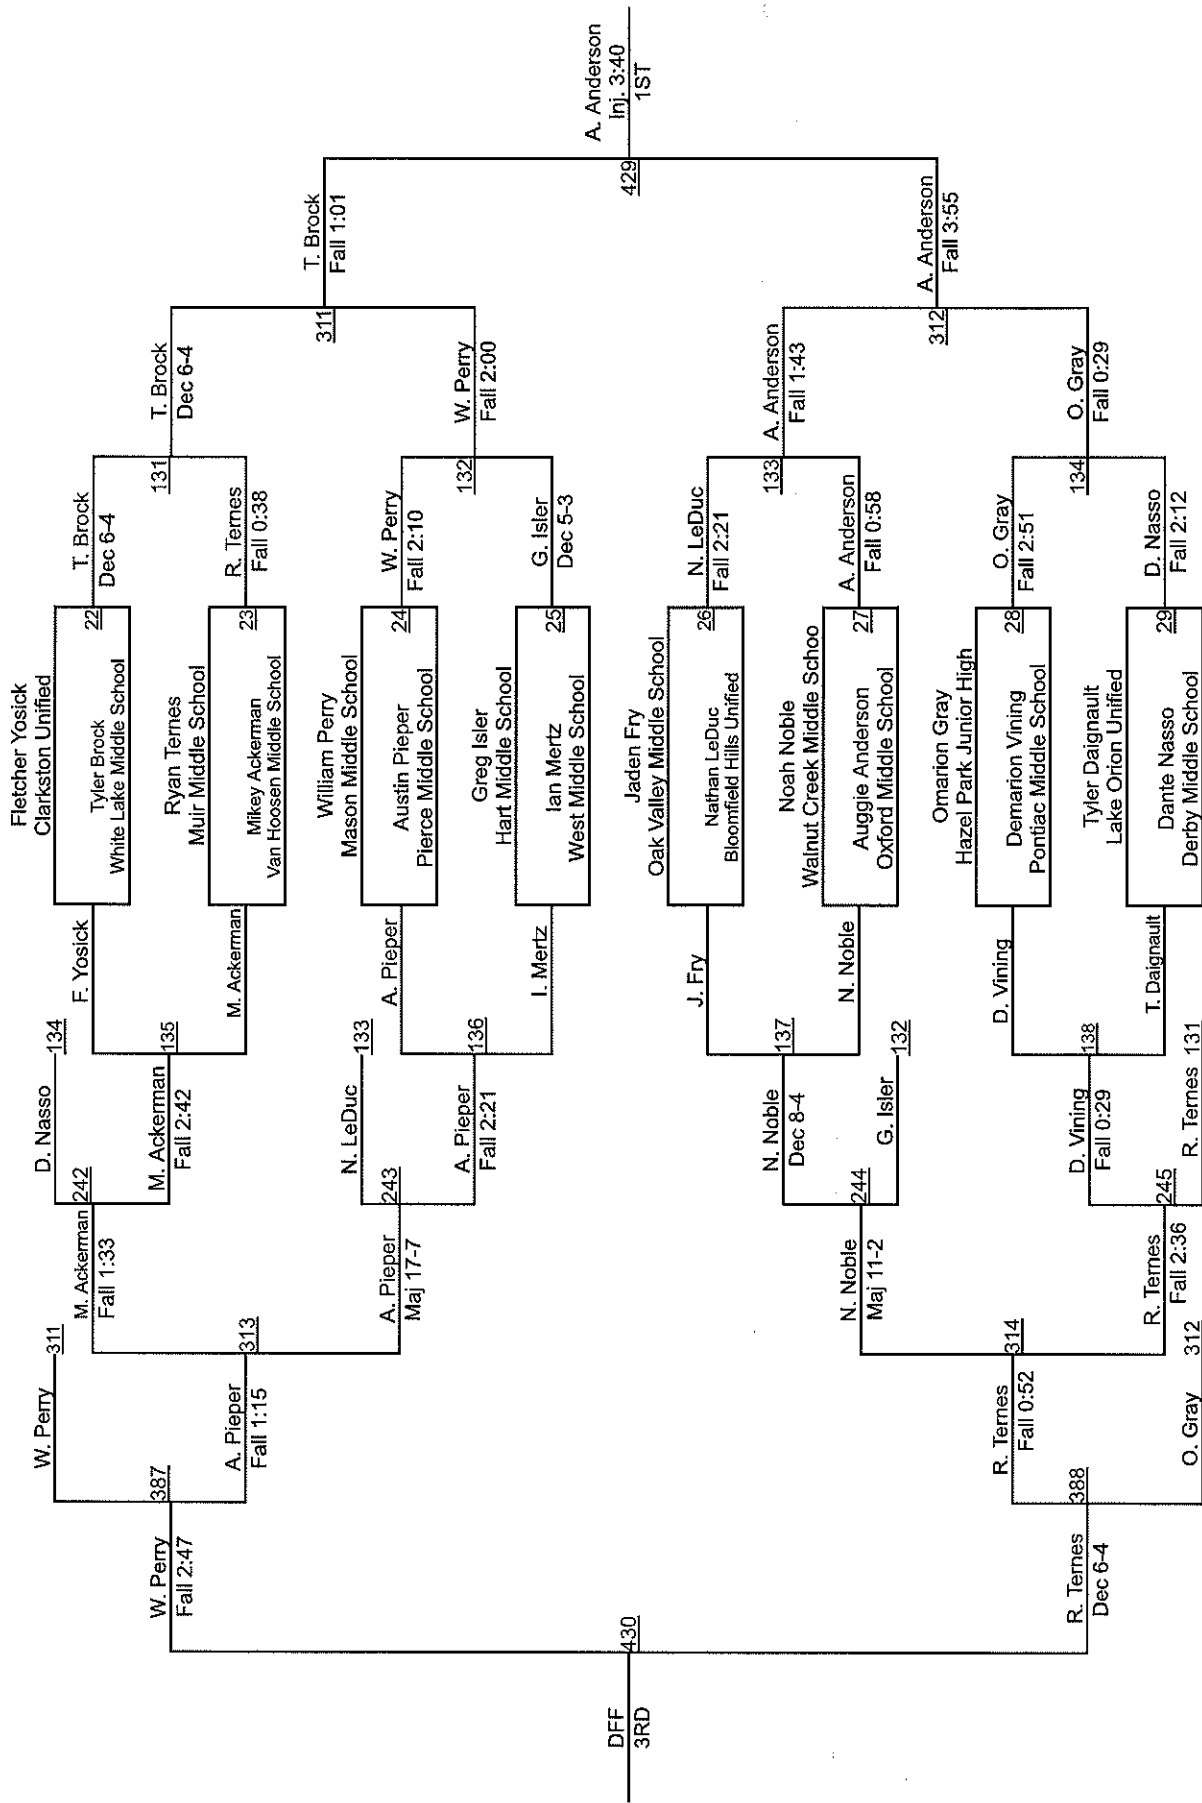 Fletcher Yosick
Clarkston Unified
Tyler Brock
White Lake Middle School
22
Ryan Ternes
Muir Middle School
Mikey Ackerman
Van Hoosen Middle School
23
William Perry
Mason Middle School
Austin Pieper
Pierce Middle School
24
Greg Isler
Hart Middle School
Ian Mertz
West Middle School
25
Jaden Fry
Oak Valley Middle School
Nathan LeDuc
Bloomfield Hills Unified
26
Noah Noble
Walnut Creek Middle Schoo
Auggie Anderson
Oxford Middle School
27
Omarion Gray
Hazel Park Junior High
Demarion Vining
Pontiac Middle School
28
Tyler Daignault
Lake Orion Unified
Dante Nasso
Derby Middle School
29
T. Brock
Dec 6-4
R. Ternes
Fall 0:38
W. Perry
Fall 2:10
G. Isler
Dec 5-3
N. LeDuc
Fall 2:21
A. Anderson
Fall 0:58
O. Gray
Fall 2:51
D. Nasso
Fall 2:12
131
132
133
134
T. Brock
Dec 6-4
W. Perry
Fall 2:00
A. Anderson
Fall 1:43
O. Gray
Fall 0:29
311
312
T. Brock
Fall 1:01
A. Anderson
Fall 3:55
429
A. Anderson
Inj. 3:40
1ST
F. Yosick
M. Ackerman
A. Pieper
I. Mertz
J. Fry
N. Noble
D. Vining
T. Daignault
134
135
133
136
137
132
138
131
D. Nasso
M. Ackerman
Fall 2:42
N. LeDuc
A. Pieper
Fall 2:21
N. Noble
Dec 8-4
G. Isler
D. Vining
Fall 0:29
R. Ternes
242
243
244
245
M. Ackerman
Fall 1:33
A. Pieper
Maj 17-7
N. Noble
Maj 11-2
R. Ternes
Fall 2:36
311
313
314
312
W. Perry
A. Pieper
Fall 1:15
R. Ternes
Fall 0:52
O. Gray
387
388
W. Perry
Fall 2:47
R. Ternes
Dec 6-4
430
DFF
3RD